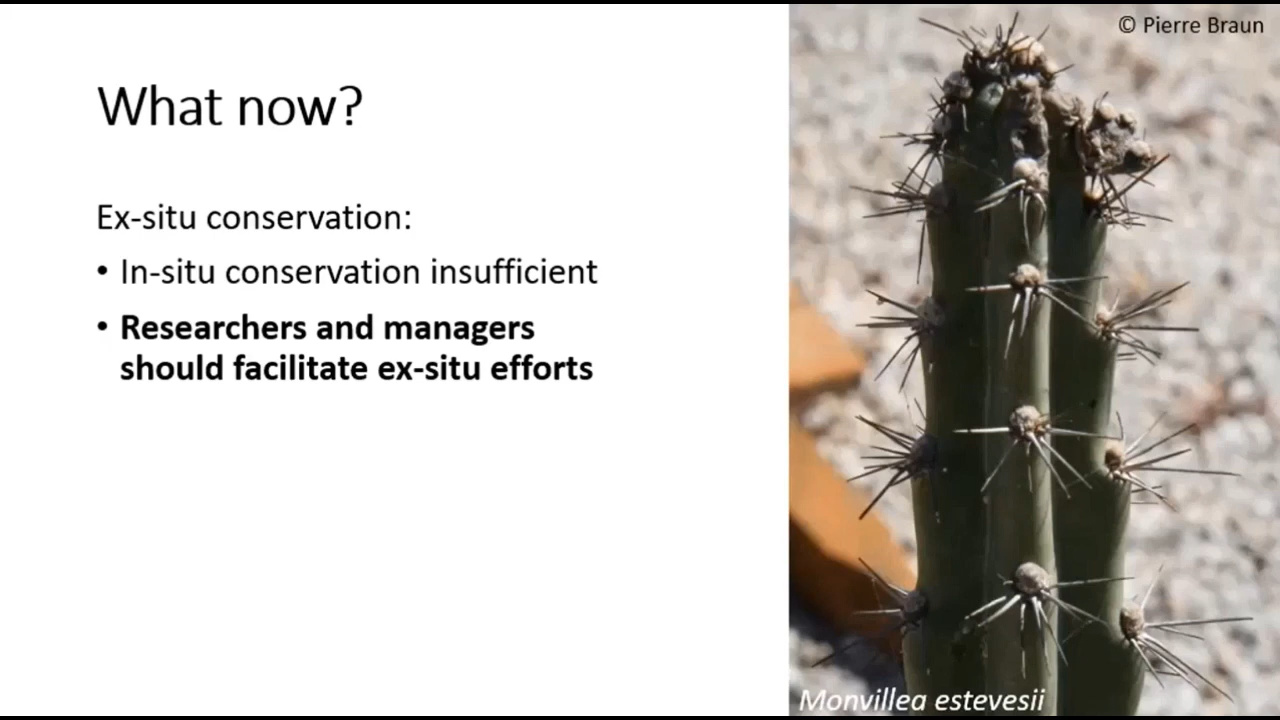 What now?
Ex-situ conservation:
• In-situ conservation insufficient
• Researchers and managers
should facilitate ex-situ efforts
© Pierre Braun
Monvillea estevesii